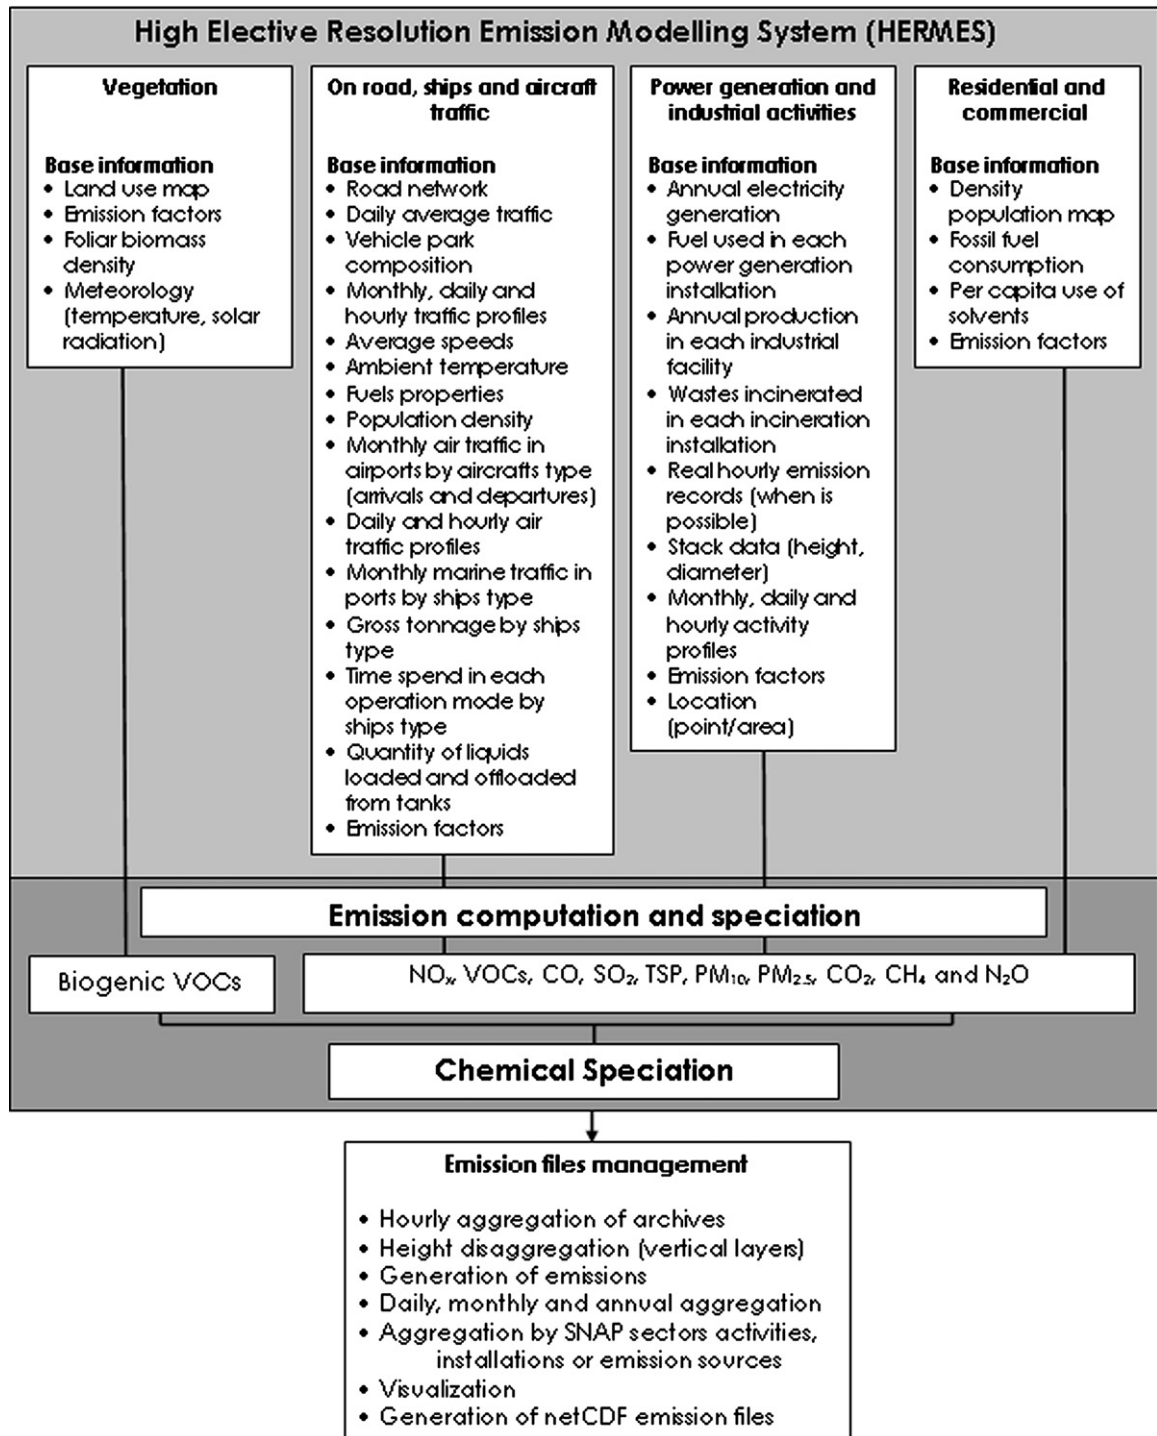 High Elective Resolution Emission Modelling System (HERMES)
Vegetation
Base information
• Land use map
• Emission factors
• Foliar biomass
density
• Meteorology
(temperature, solar
radiation)
On road, ships and aircraft
traffic
Base information
• Road network
• Daily average traffic
• Vehicle park
composition
• Monthly, daily and
hourly traffic profiles
• Average speeds
• Ambient temperature
• Fuels properties
• Population density
• Monthly air traffic in
airports by aircrafts type
(arrivals and departures)
• Daily and hourly air
traffic profiles
• Monthly marine traffic in
ports by ships type
• Gross tonnage by ships
type
• Time spend in each
operation mode by
ships type
• Quantity of liquids
loaded and offloaded
from tanks
• Emission factors
Power generation and
industrial activities
Base information
• Annual electricity
generation
• Fuel used in each
power generation
installation
• Annual production
in each industrial
facility
• Wastes incinerated
in each incineration
installation
• Real hourly emission
records (when is
possible)
• Stack data (height,
diameter)
• Monthly, daily and
hourly activity
profiles
• Emission factors
• Location
(point/area)
Residential and
commercial
Base information
• Density
population map
• Fossil fuel
consumption
• Per capita use of
solvents
• Emission factors
Emission computation and speciation
Biogenic VOCs
NOₓ, VOCs, CO, SO₂, TSP, PM₁₀, PM₂.₅, CO₂, CH₄ and N₂O
Chemical Speciation
Emission files management
• Hourly aggregation of archives
• Height disaggregation (vertical layers)
• Generation of emissions
• Daily, monthly and annual aggregation
• Aggregation by SNAP sectors activities,
installations or emission sources
• Visualization
• Generation of netCDF emission files